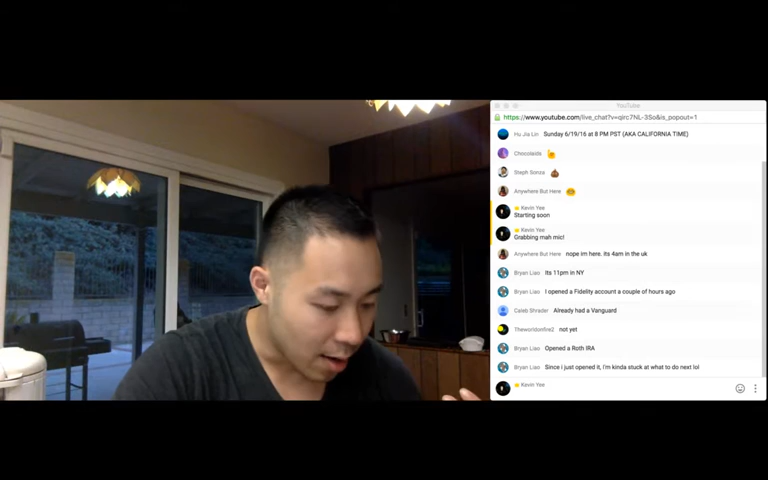 YouTube
https://www.youtube.com/live_chat?v=qirc7NL-3So&is_popout=1
Hu Jia Lin Sunday 6/19/16 at 8 PM PST (AKA CALIFORNIA TIME)
Chocolaids
Steph Sonza
Anywhere But Here
Kevin Yee
Starting soon
Kevin Yee
Grabbing mah mic!
Anywhere But Here nope im here. its 4am in the uk
Bryan Liao Its 11pm in NY
Bryan Liao I opened a Fidelity account a couple of hours ago
Caleb Shrader Already had a Vanguard
Theworldonfire2 not yet
Bryan Liao Opened a Roth IRA
Bryan Liao Since i just opened it, i'm kinda stuck at what to do next lol
Kevin Yee